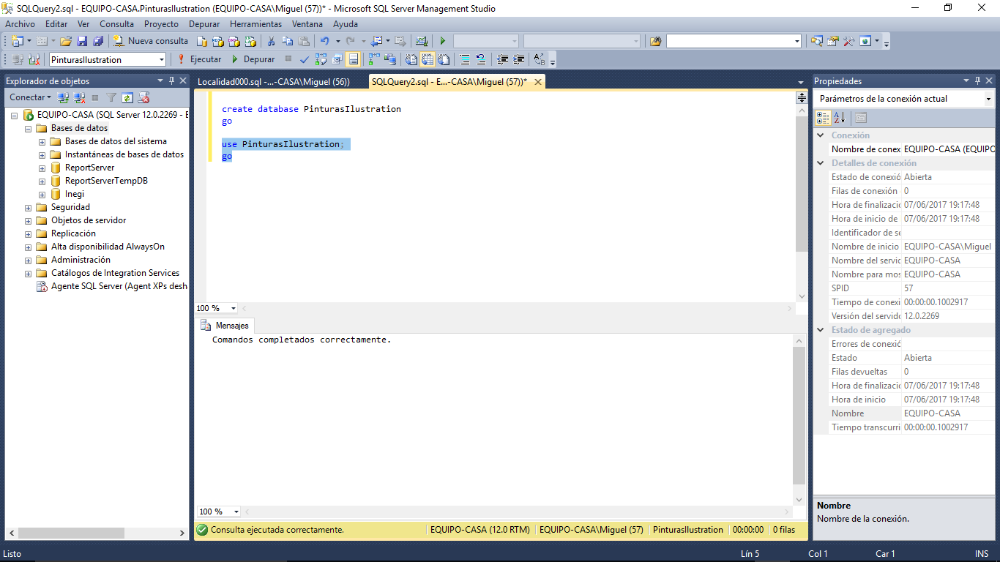 SQLQuery2.sql - EQUIPO-CASA.PinturasIlustration (EQUIPO-CASA\Miguel (57))* - Microsoft SQL Server Management Studio
Archivo Editar Ver Consulta Proyecto Depurar Herramientas Ventana Ayuda
Nueva consulta
PinturasIlustration Ejecutar Depurar
Explorador de objetos
Conectar
EQUIPO-CASA (SQL Server 12.0.2269 - E
Bases de datos
Bases de datos del sistema
Instantáneas de bases de datos
ReportServer
ReportServerTempDB
Inegi
Seguridad
Objetos de servidor
Replicación
Alta disponibilidad AlwaysOn
Administración
Catálogos de Integration Services
Agente SQL Server (Agent XPs desh
Localidad000.sql -...-CASA\Miguel (56)) SQLQuery2.sql - E...-CASA\Miguel (57))*
create database PinturasIlustration
go
use PinturasIlustration;
go
100 %
Mensajes
Comandos completados correctamente.
100 %
Consulta ejecutada correctamente. EQUIPO-CASA (12.0 RTM) EQUIPO-CASA\Miguel (57) PinturasIlustration 00:00:00 0 filas
Propiedades
Parámetros de la conexión actual
Conexión
Nombre de conex EQUIPO-CASA (EQUIPO
Detalles de conexión
Estado de conexió Abierta
Filas de conexión 0
Hora de finalizació 07/06/2017 19:17:48
Hora de inicio de 07/06/2017 19:17:48
Identificador de se
Nombre de inicio EQUIPO-CASA\Miguel
Nombre del servic EQUIPO-CASA
Nombre para mos EQUIPO-CASA
SPID 57
Tiempo de conexi 00:00:00.1002917
Versión del servido 12.0.2269
Estado de agregado
Errores de conexió
Estado Abierta
Filas devueltas 0
Hora de finalizació 07/06/2017 19:17:48
Hora de inicio 07/06/2017 19:17:48
Nombre EQUIPO-CASA
Tiempo transcurri 00:00:00.1002917
Nombre
Nombre de la conexión.
Listo Lín 5 Col 1 Car 1 INS